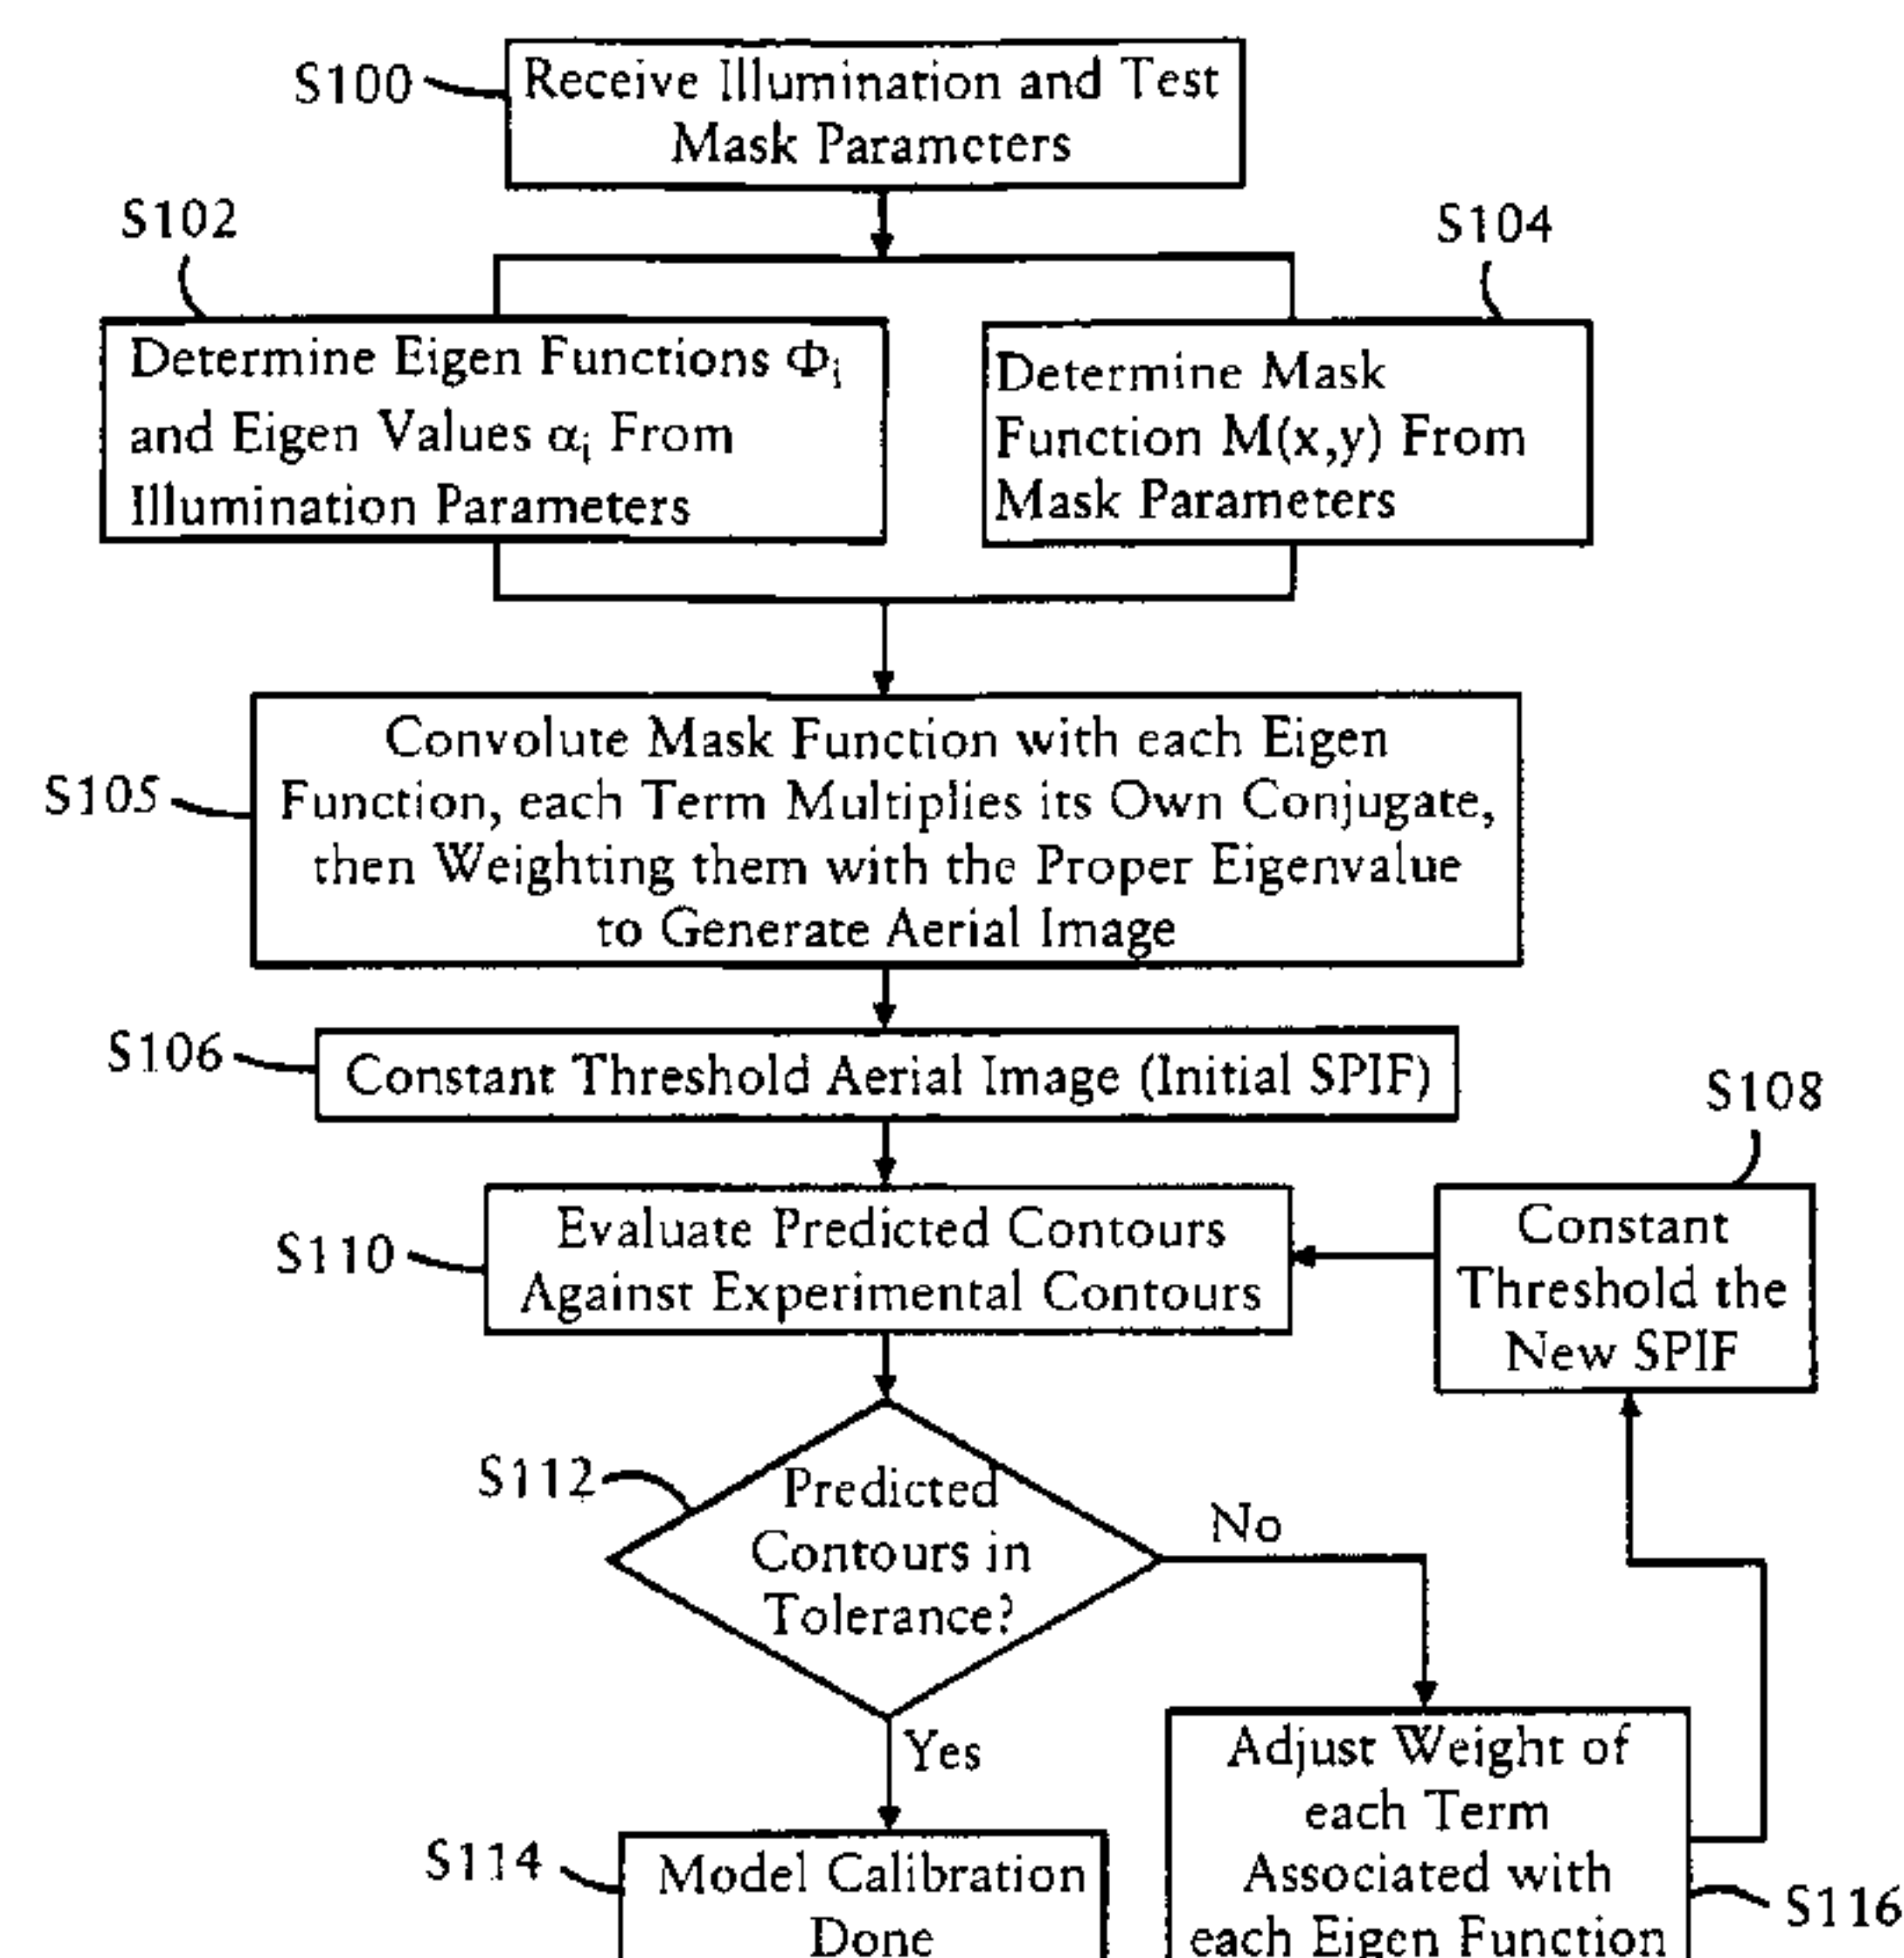 S100
Receive Illumination and Test
Mask Parameters
S102
S104
Determine Eigen Functions Φi
and Eigen Values αi From
Illumination Parameters
Determine Mask
Function M(x,y) From
Mask Parameters
S105
Convolute Mask Function with each Eigen
Function, each Term Multiplies its Own Conjugate,
then Weighting them with the Proper Eigenvalue
to Generate Aerial Image
S106
Constant Threshold Aerial Image (Initial SPIF)
S108
S110
Evaluate Predicted Contours
Against Experimental Contours
Constant
Threshold the
New SPIF
S112
Predicted
Contours in
Tolerance?
No
Yes
S114
Model Calibration
Done
Adjust Weight of
each Term
Associated with
each Eigen Function
S116